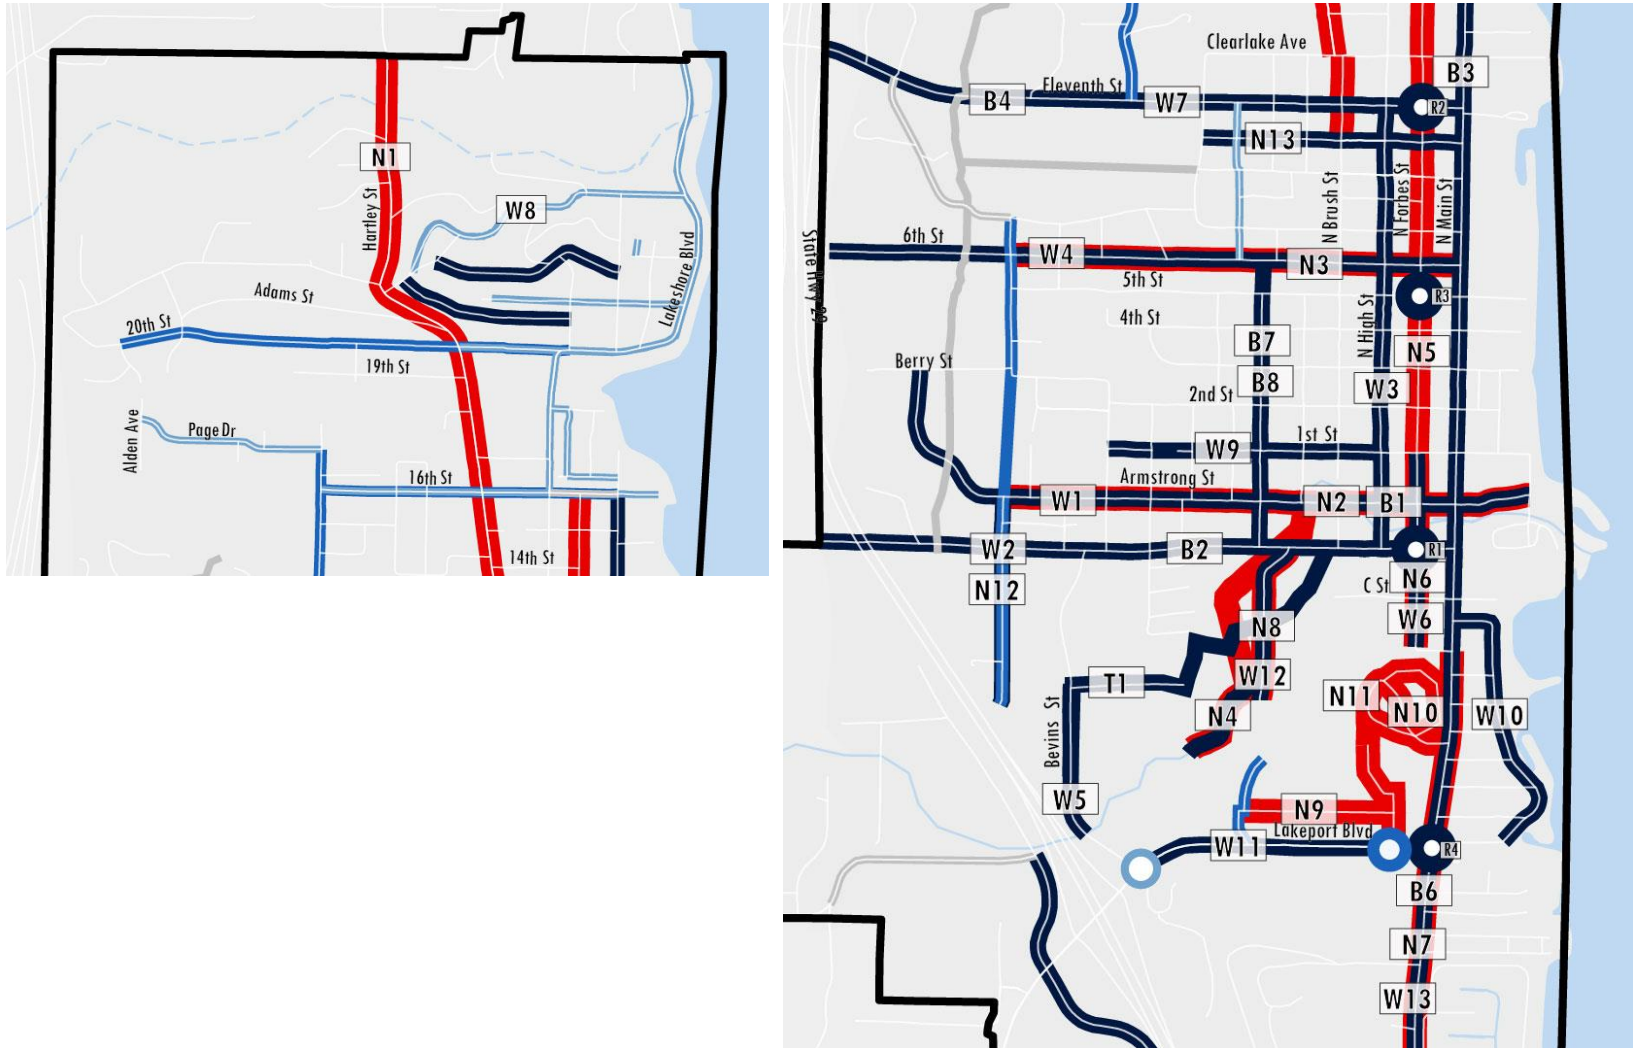 N1
Hartley St
W8
Lakeshore Blvd
Adams St
20th St
19th St
Alden Ave
Page Dr
16th St
14th St
Clearlake Ave
B3
Eleventh St
B4
W7
R2
N13
N Brush St
N Forbes St
N Main St
State Hwy 29
6th St
W4
N3
5th St
R3
4th St
N High St
B7
N5
Berry St
B8
W3
2nd St
1st St
W9
Armstrong St
W1
N2
B1
W2
B2
R1
N12
C St
N6
W6
N8
T1
W12
N11
N10
W10
Bevins St
N4
W5
N9
Lakeport Blvd
W11
R4
B6
N7
W13